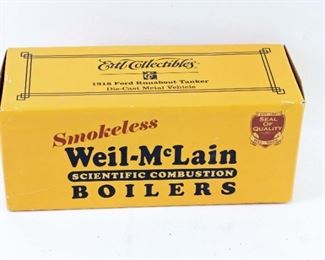 Ertl Collectibles
1918 Ford Runabout Tanker
Die-Cast Metal Vehicle
Smokeless
Weil-McLain
SCIENTIFIC COMBUSTION
BOILERS
SEAL
OF
QUALITY